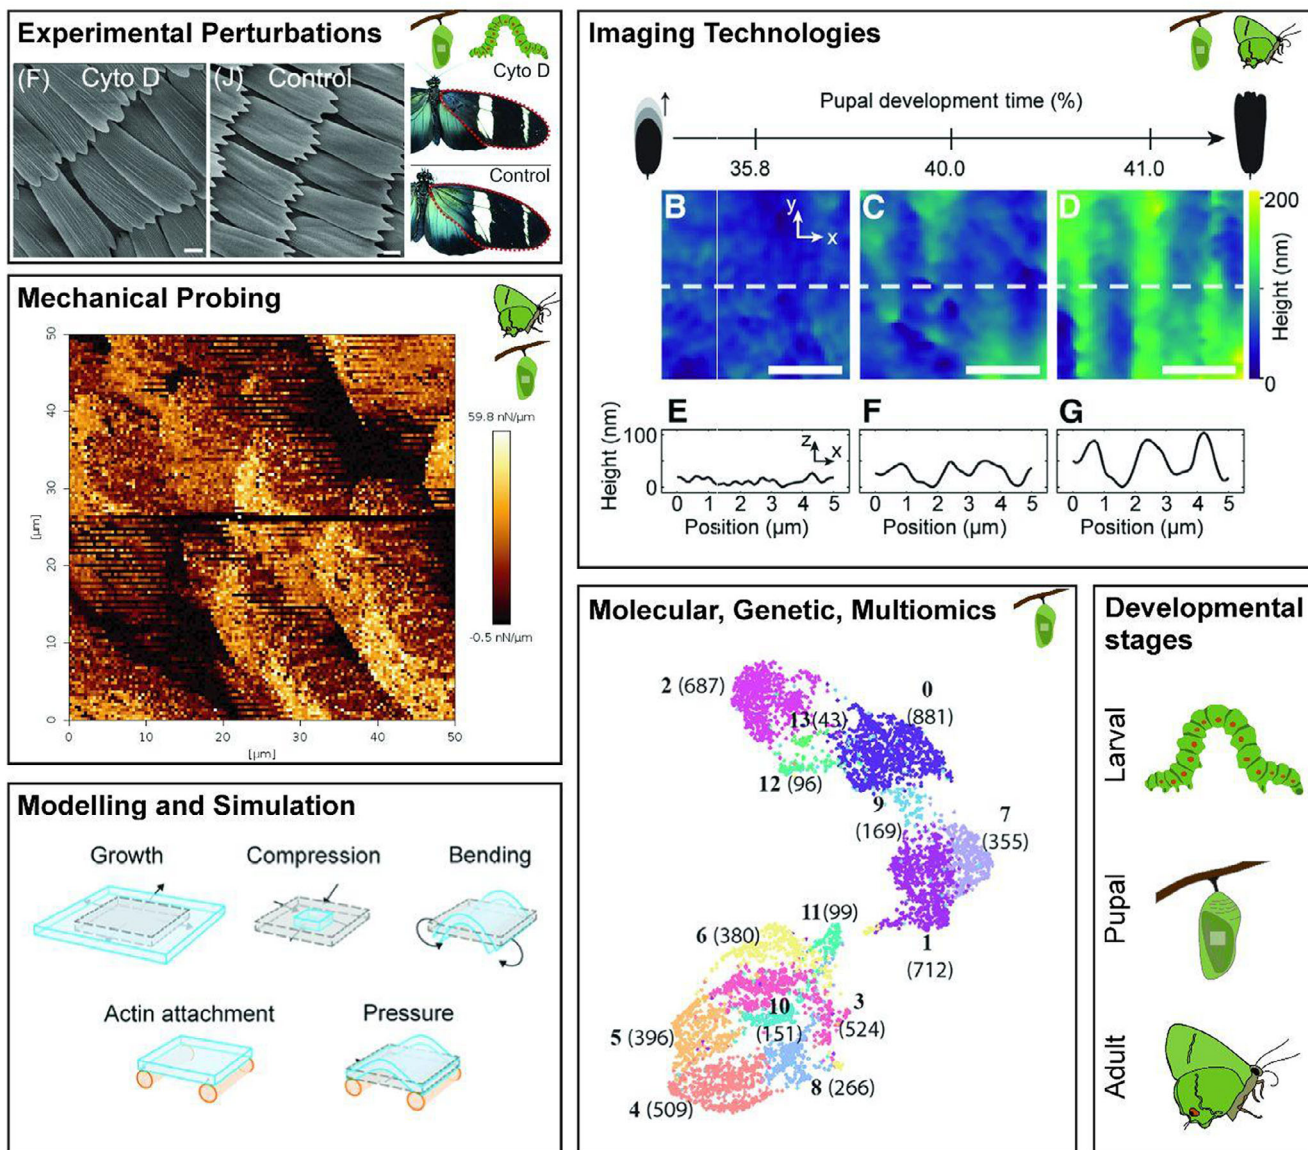 Experimental Perturbations
(F) Cyto D
(J) Control
Cyto D
Control
Mechanical Probing
50
40
30
20
10
0
[µm]
0 10 20 30 40 50
[µm]
59.8 nN/µm
-0.5 nN/µm
Modelling and Simulation
Growth
Compression
Bending
Actin attachment
Pressure
Imaging Technologies
Pupal development time (%)
35.8 40.0 41.0
B
y
x
C
D
200
Height (nm)
0
E F G
Height (nm)
100
0
z
x
0 1 2 3 4 5
0 1 2 3 4 5
0 1 2 3 4 5
Position (µm)
Position (µm)
Position (µm)
Molecular, Genetic, Multiomics
2 (687)
0
(881)
13(43)
12 (96)
9
(169)
7
(355)
11(99)
1
(712)
6 (380)
10
(151)
3
(524)
5 (396)
8 (266)
4 (509)
Developmental
stages
Larval
Pupal
Adult